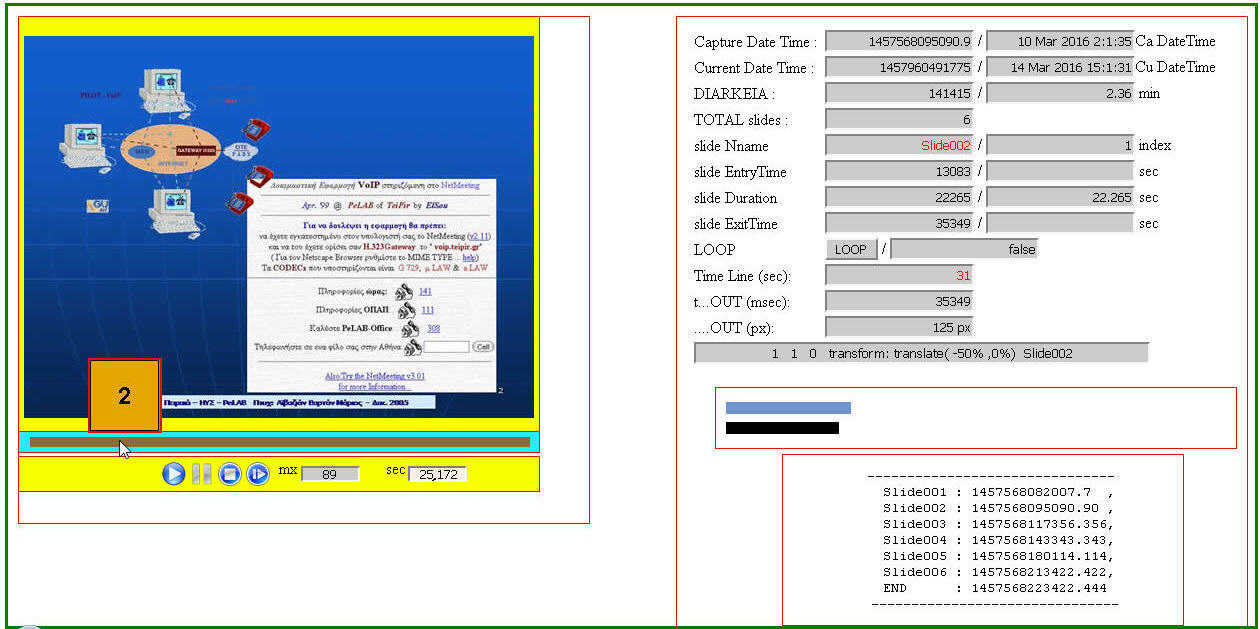 PILOT - VoIP
WEB
GATEWAY H323
INTERNET
OTE
PABX
GU
ART
Δοκιμαστική Εφαρμογή VoIP στηριζόμενη στο NetMeeting
Apr. 99 @ PeLAB of TeiPir by ElSou
Για να δουλέψει η εφαρμογή θα πρέπει:
να έχετε εγκατεστημένο στον υπολογιστή σας το NetMeeting (v2.11)
και να του έχετε ορίσει σαν H.323Gateway το " voip.teipir.gr"
( Για τον Netscape Browser ρυθμίστε το MIME TYPE... help)
Τα CODECs που υποστηρίζονται είναι G 729, μ LAW & a LAW
Πληροφορίες ώρας: 141
Πληροφορίες ΟΠΑΠ: 111
Καλέστε PeLAB-Office: 308
Τηλεφωνήστε σε ενα φίλο σας στην Αθήνα Call
Also Try the NetMeeting v3.01
for more Information...
2
2
Πειραιά – ΗΥΣ – PeLAB Πτυχ: Αϊβαζιάν Βαρτάν Μάριος – Δεκ. 2005
mx 89 sec 25,172
Capture Date Time : 1457568095090.9 / 10 Mar 2016 2:1:35 Ca DateTime
Current Date Time : 1457960491775 / 14 Mar 2016 15:1:31 Cu DateTime
DIARKEIA : 141415 / 2.36 min
TOTAL slides : 6
slide Nname Slide002 / 1 index
slide EntryTime 13083 / sec
slide Duration 22265 / 22.265 sec
slide ExitTime 35349 / sec
LOOP LOOP / false
Time Line (sec): 31
t...OUT (msec): 35349
....OUT (px): 125 px
1 1 0 transform: translate( -50% ,0%) Slide002
-------------------------------
Slide001 : 1457568082007.7 ,
Slide002 : 1457568095090.90 ,
Slide003 : 1457568117356.356,
Slide004 : 1457568143343.343,
Slide005 : 1457568180114.114,
Slide006 : 1457568213422.422,
END : 1457568223422.444
-------------------------------